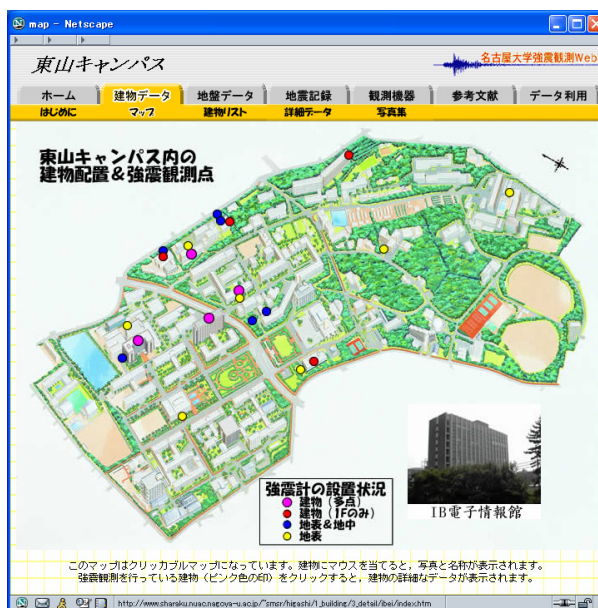 map - Netscape
東山キャンパス
名古屋大学強震観測Web
ホーム 建物データ 地盤データ 地震記録 観測機器 参考文献 データ利用
はじめに マップ 建物リスト 詳細データ 写真集
東山キャンパス内の
建物配置&強震観測点
IB電子情報館
強震計の設置状況
建物(多点)
建物(1Fのみ)
地表&地中
地表
このマップはクリッカブルマップになっています。建物にマウスを当てると,写真と名称が表示されます。
強震観測を行っている建物(ピンク色の印)をクリックすると,建物の詳細なデータが表示されます。
http://www.sharaku.nuac.nagoya-u.ac.jp/~smsr/higashi/1_building/3_detail/ibei/index.htm